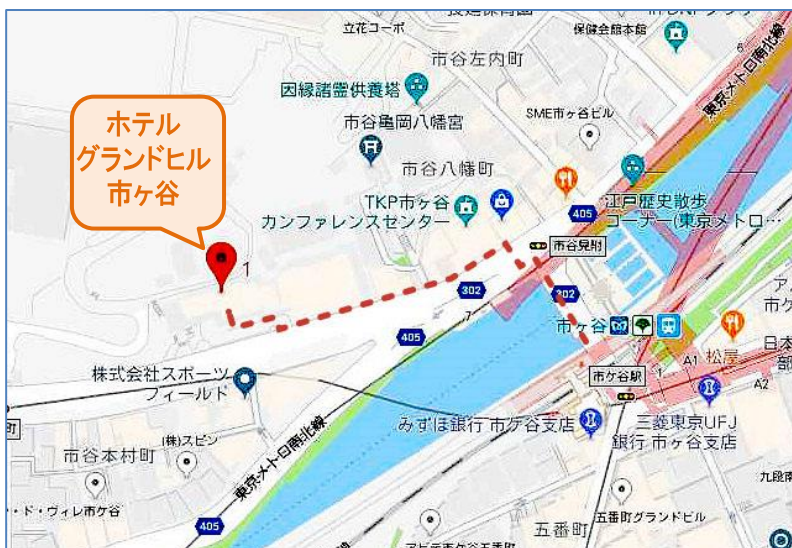 立花コーポ
保健会館本館
市谷左内町
東京メトロ南北線
因縁諸霊供養塔
SME市ヶ谷ビル
市谷亀岡八幡宮
ホテル
グランドヒル
市ヶ谷
市谷八幡町
TKP市ヶ谷
カンファレンスセンター
江戸歴史散歩
コーナー(東京メトロ…
405
市谷見附
1
302
302
7
市ヶ谷
405
松屋
A1
1
A2
市ケ谷駅
株式会社スポーツ
フィールド
みずほ銀行 市ケ谷支店
三菱東京UFJ
銀行 市ヶ谷支店
(株)スピン
市谷本村町
東京メトロ南北線
・ド・ヴィレ市ケ谷
405
五番町グランドビル
五番町
九段南